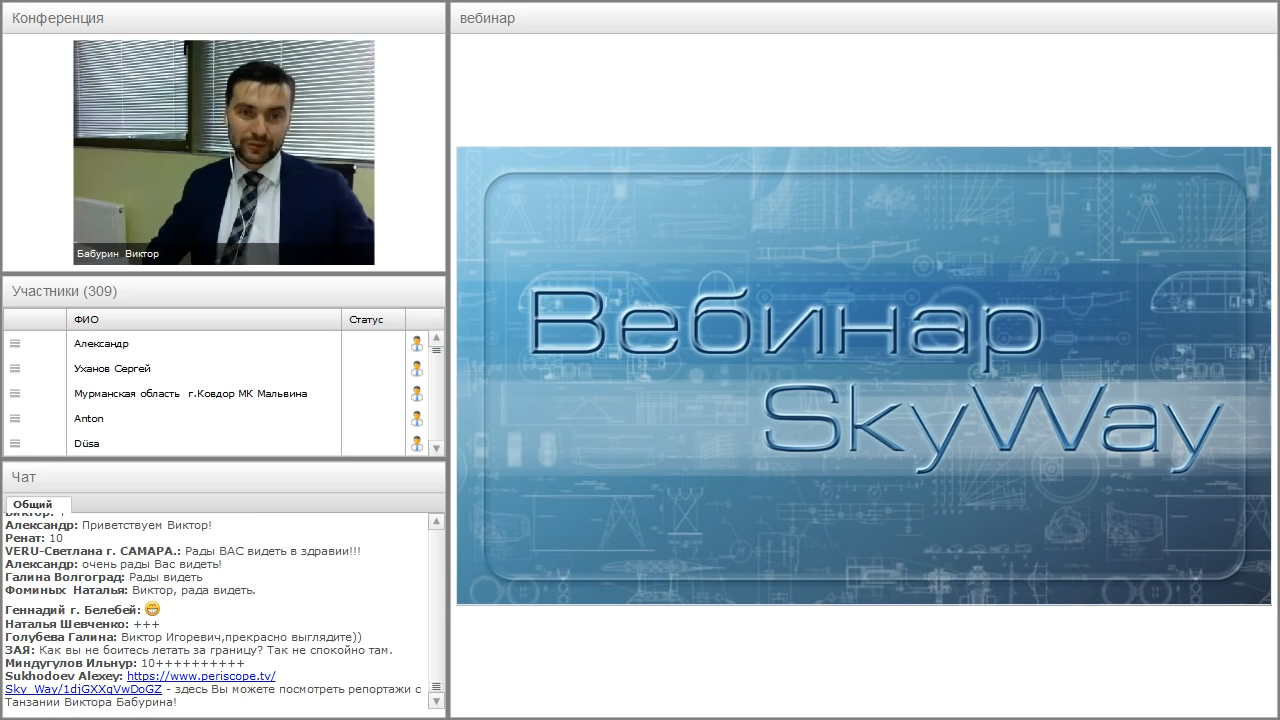 Конференция
Бабурин Виктор
Участники (309)
ФИО Статус
Александр
Уханов Сергей
Мурманская область г.Ковдор МК Мальвина
Anton
Düsa
Чат
Общий
Александр: Приветствуем Виктор!
Ренат: 10
VERU-Светлана г. САМАРА.: Рады ВАС видеть в здравии!!!
Александр: очень рады Вас видеть!
Галина Волгоград: Рады видеть
Фоминых Наталья: Виктор, рада видеть.
Геннадий г. Белебей:
Наталья Шевченко: +++
Голубева Галина: Виктор Игоревич,прекрасно выглядите))
ЗАЯ: Как вы не боитесь летать за границу? Так не спокойно там.
Миндугулов Ильнур: 10++++++++++
Sukhodoev Alexey: https://www.periscope.tv/
Sky_Way/1djGXXqVwDoGZ - здесь Вы можете посмотреть репортажи с
Танзании Виктора Бабурина!
вебинар
Вебинар
SkyWay